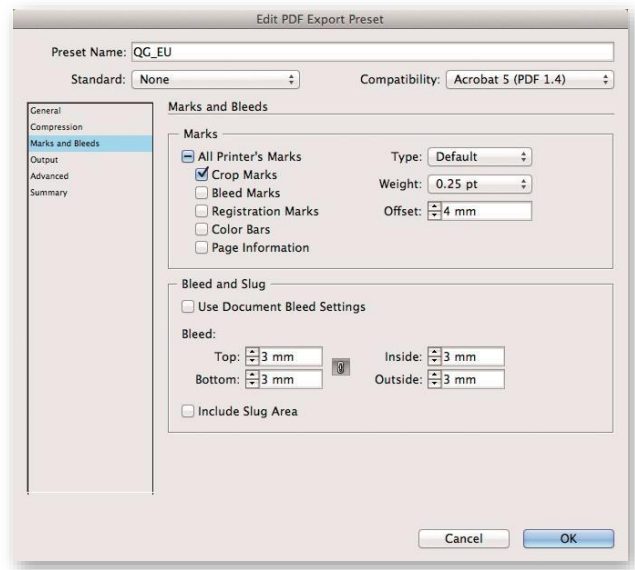 Edit PDF Export Preset
Preset Name: QG_EU
Standard: None Compatibility: Acrobat 5 (PDF 1.4)
General
Compression
Marks and Bleeds
Output
Advanced
Summary
Marks and Bleeds
Marks
All Printer's Marks Type: Default
Crop Marks Weight: 0.25 pt
Bleed Marks
Registration Marks Offset: 4 mm
Color Bars
Page Information
Bleed and Slug
Use Document Bleed Settings
Bleed:
Top: 3 mm Inside: 3 mm
Bottom: 3 mm Outside: 3 mm
Include Slug Area
Cancel OK